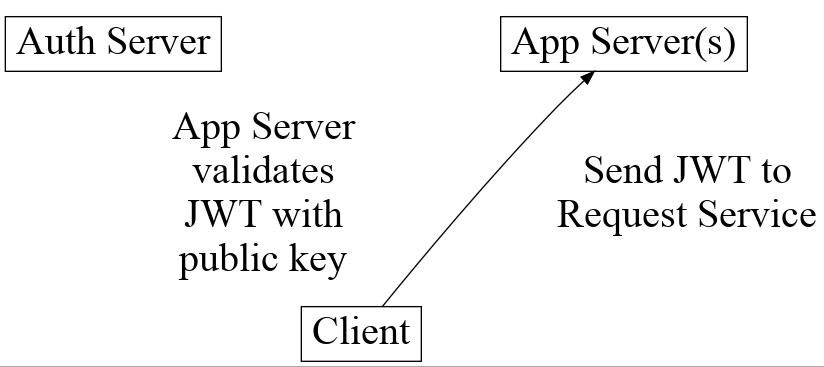 Auth Server
App Server(s)
App Server
validates
JWT with
public key
Send JWT to
Request Service
Client